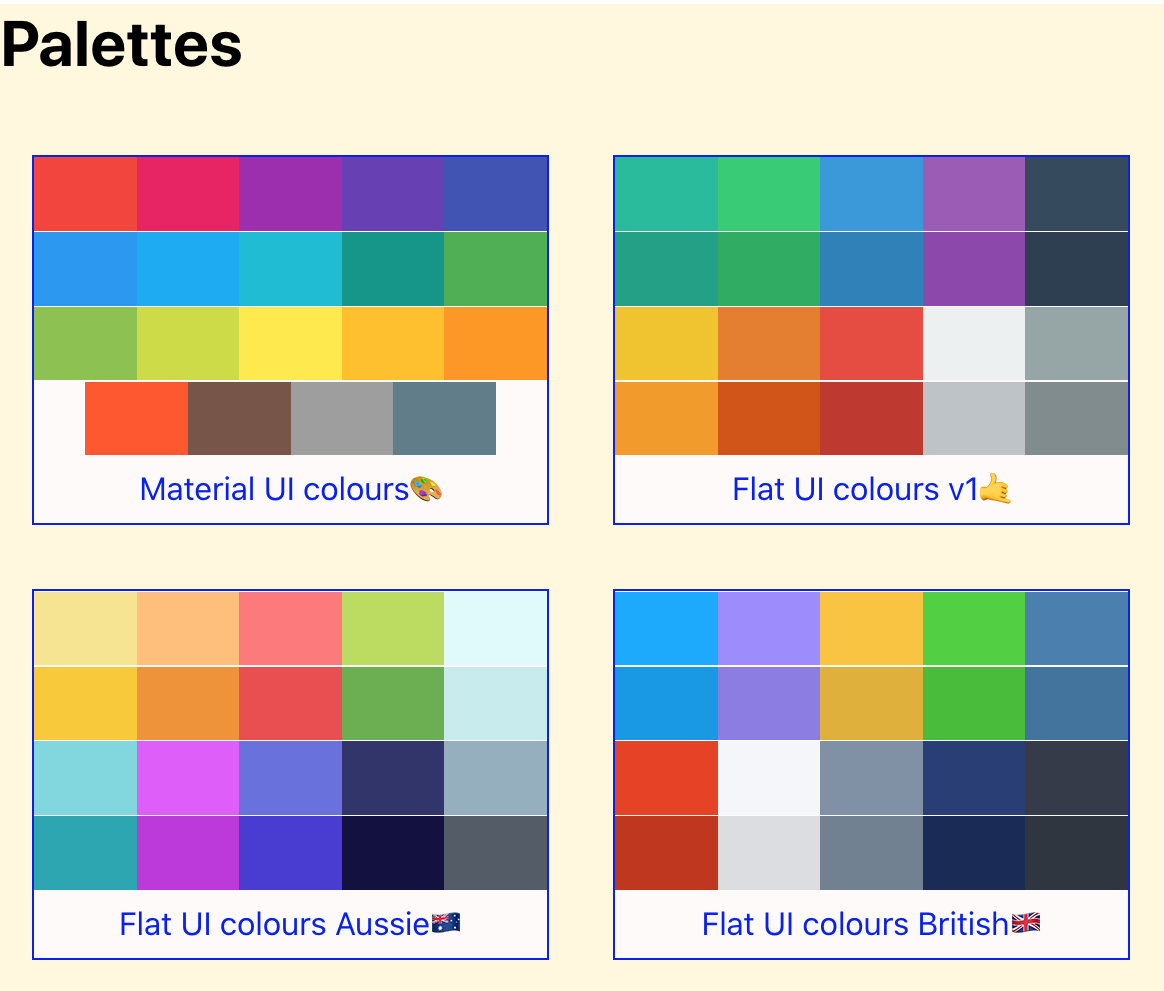 Palettes
Material UI colours🎨
Flat UI colours v1🤙
Flat UI colours Aussie🇦🇺
Flat UI colours British🇬🇧